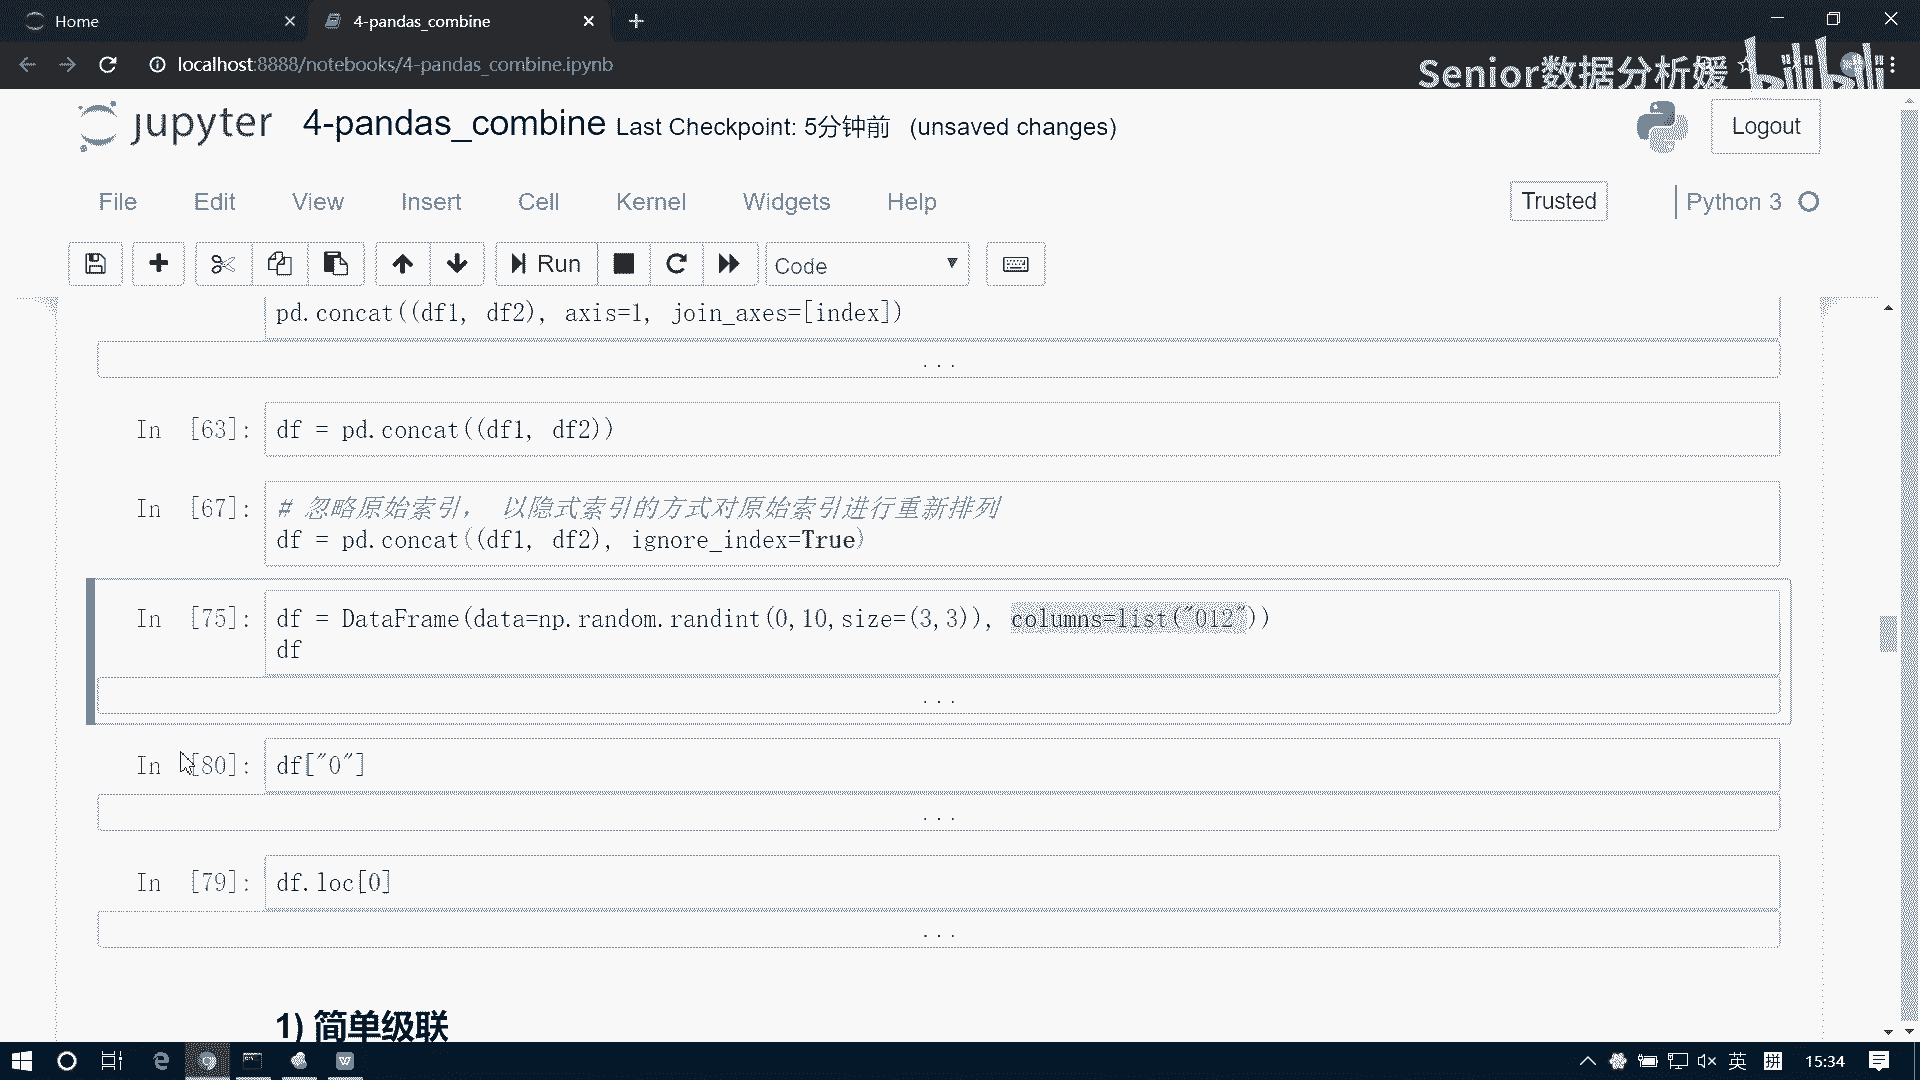 Home
4-pandas_combine
localhost:8888/notebooks/4-pandas_combine.ipynb
Senior数据分析媛
bilibili
jupyter
4-pandas_combine Last Checkpoint: 5分钟前 (unsaved changes)
Logout
File Edit View Insert Cell Kernel Widgets Help
Trusted
Python 3
Run
Code
pd.concat((df1, df2), axis=1, join_axes=[index])
...
In [63]: df = pd.concat((df1, df2))
In [67]: # 忽略原始索引， 以隐式索引的方式对原始索引进行重新排列
df = pd.concat((df1, df2), ignore_index=True)
In [75]: df = DataFrame(data=np.random.randint(0,10,size=(3,3)), columns=list("012"))
df
...
In [80]: df["0"]
...
In [79]: df.loc[0]
...
1) 简单级联
英
拼
15:34